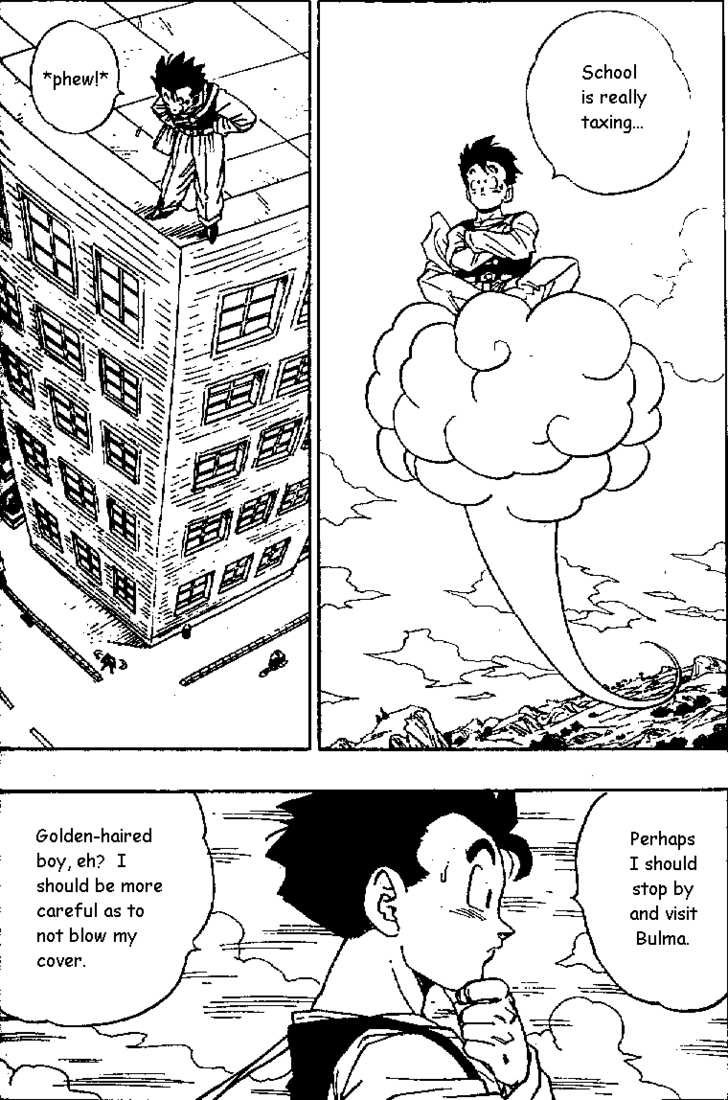 *phew!*
School
is really
taxing...
Golden-haired
boy, eh? I
should be more
careful as to
not blow my
cover.
Perhaps
I should
stop by
and visit
Bulma.